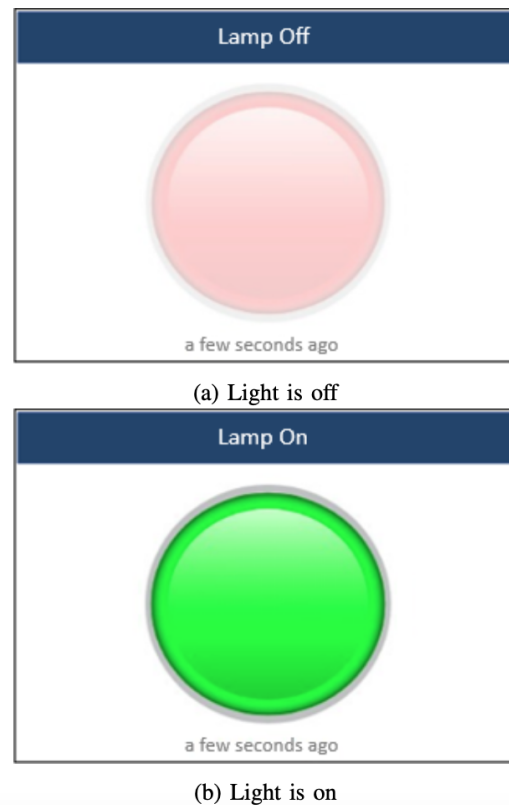 Lamp Off
a few seconds ago
(a) Light is off
Lamp On
a few seconds ago
(b) Light is on